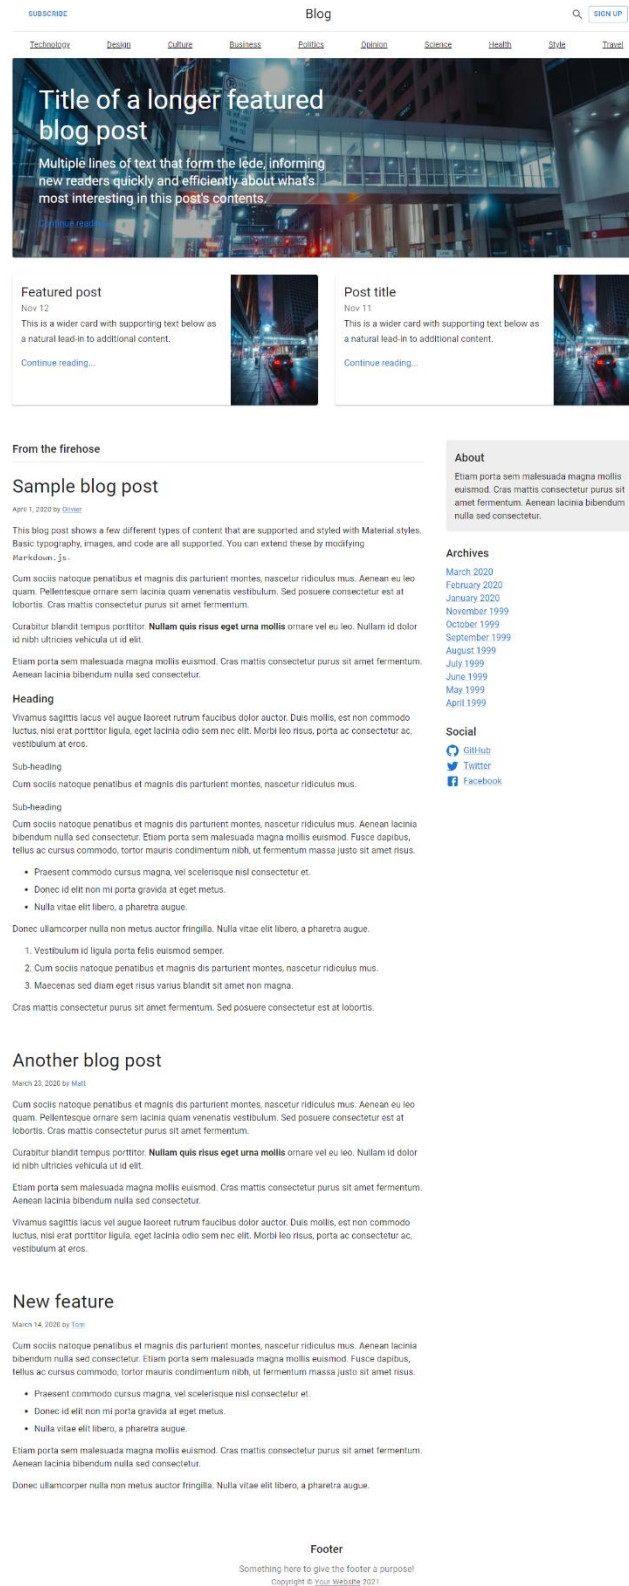 SUBSCRIBE
Blog
SIGN UP
Technology Design Culture Business Politics Opinion Science Health Style Travel
Title of a longer featured
blog post
Multiple lines of text that form the lede, informing
new readers quickly and efficiently about what's
most interesting in this post's contents.
Continue reading…
Featured post
Nov 12
This is a wider card with supporting text below as
a natural lead-in to additional content.
Continue reading...
Post title
Nov 11
This is a wider card with supporting text below as
a natural lead-in to additional content.
Continue reading...
From the firehose
Sample blog post
April 1, 2020 by Olivier
This blog post shows a few different types of content that are supported and styled with Material styles.
Basic typography, images, and code are all supported. You can extend these by modifying
Markdown.js.
Cum sociis natoque penatibus et magnis dis parturient montes, nascetur ridiculus mus. Aenean eu leo
quam. Pellentesque ornare sem lacinia quam venenatis vestibulum. Sed posuere consectetur est at
lobortis. Cras mattis consectetur purus sit amet fermentum.
Curabitur blandit tempus porttitor. Nullam quis risus eget urna mollis ornare vel eu leo. Nullam id dolor
id nibh ultricies vehicula ut id elit.
Etiam porta sem malesuada magna mollis euismod. Cras mattis consectetur purus sit amet fermentum.
Aenean lacinia bibendum nulla sed consectetur.
Heading
Vivamus sagittis lacus vel augue laoreet rutrum faucibus dolor auctor. Duis mollis, est non commodo
luctus, nisi erat porttitor ligula, eget lacinia odio sem nec elit. Morbi leo risus, porta ac consectetur ac,
vestibulum at eros.
Sub-heading
Cum sociis natoque penatibus et magnis dis parturient montes, nascetur ridiculus mus.
Sub-heading
Cum sociis natoque penatibus et magnis dis parturient montes, nascetur ridiculus mus. Aenean lacinia
bibendum nulla sed consectetur. Etiam porta sem malesuada magna mollis euismod. Fusce dapibus,
tellus ac cursus commodo, tortor mauris condimentum nibh, ut fermentum massa justo sit amet risus.
• Praesent commodo cursus magna, vel scelerisque nisl consectetur et.
• Donec id elit non mi porta gravida at eget metus.
• Nulla vitae elit libero, a pharetra augue.
Donec ullamcorper nulla non metus auctor fringilla. Nulla vitae elit libero, a pharetra augue.
1. Vestibulum id ligula porta felis euismod semper.
2. Cum sociis natoque penatibus et magnis dis parturient montes, nascetur ridiculus mus.
3. Maecenas sed diam eget risus varius blandit sit amet non magna.
Cras mattis consectetur purus sit amet fermentum. Sed posuere consectetur est at lobortis.
Another blog post
March 23, 2020 by Matt
Cum sociis natoque penatibus et magnis dis parturient montes, nascetur ridiculus mus. Aenean eu leo
quam. Pellentesque ornare sem lacinia quam venenatis vestibulum. Sed posuere consectetur est at
lobortis. Cras mattis consectetur purus sit amet fermentum.
Curabitur blandit tempus porttitor. Nullam quis risus eget urna mollis ornare vel eu leo. Nullam id dolor
id nibh ultricies vehicula ut id elit.
Etiam porta sem malesuada magna mollis euismod. Cras mattis consectetur purus sit amet fermentum.
Aenean lacinia bibendum nulla sed consectetur.
Vivamus sagittis lacus vel augue laoreet rutrum faucibus dolor auctor. Duis mollis, est non commodo
luctus, nisi erat porttitor ligula, eget lacinia odio sem nec elit. Morbi leo risus, porta ac consectetur ac,
vestibulum at eros.
New feature
March 14, 2020 by Tom
Cum sociis natoque penatibus et magnis dis parturient montes, nascetur ridiculus mus. Aenean lacinia
bibendum nulla sed consectetur. Etiam porta sem malesuada magna mollis euismod. Fusce dapibus,
tellus ac cursus commodo, tortor mauris condimentum nibh, ut fermentum massa justo sit amet risus.
• Praesent commodo cursus magna, vel scelerisque nisl consectetur et.
• Donec id elit non mi porta gravida at eget metus.
• Nulla vitae elit libero, a pharetra augue.
Etiam porta sem malesuada magna mollis euismod. Cras mattis consectetur purus sit amet fermentum.
Aenean lacinia bibendum nulla sed consectetur.
Donec ullamcorper nulla non metus auctor fringilla. Nulla vitae elit libero, a pharetra augue.
About
Etiam porta sem malesuada magna mollis
euismod. Cras mattis consectetur purus sit
amet fermentum. Aenean lacinia bibendum
nulla sed consectetur.
Archives
March 2020
February 2020
January 2020
November 1999
October 1999
September 1999
August 1999
July 1999
June 1999
May 1999
April 1999
Social
GitHub
Twitter
Facebook
Footer
Something here to give the footer a purpose!
Copyright © Your Website 2021.